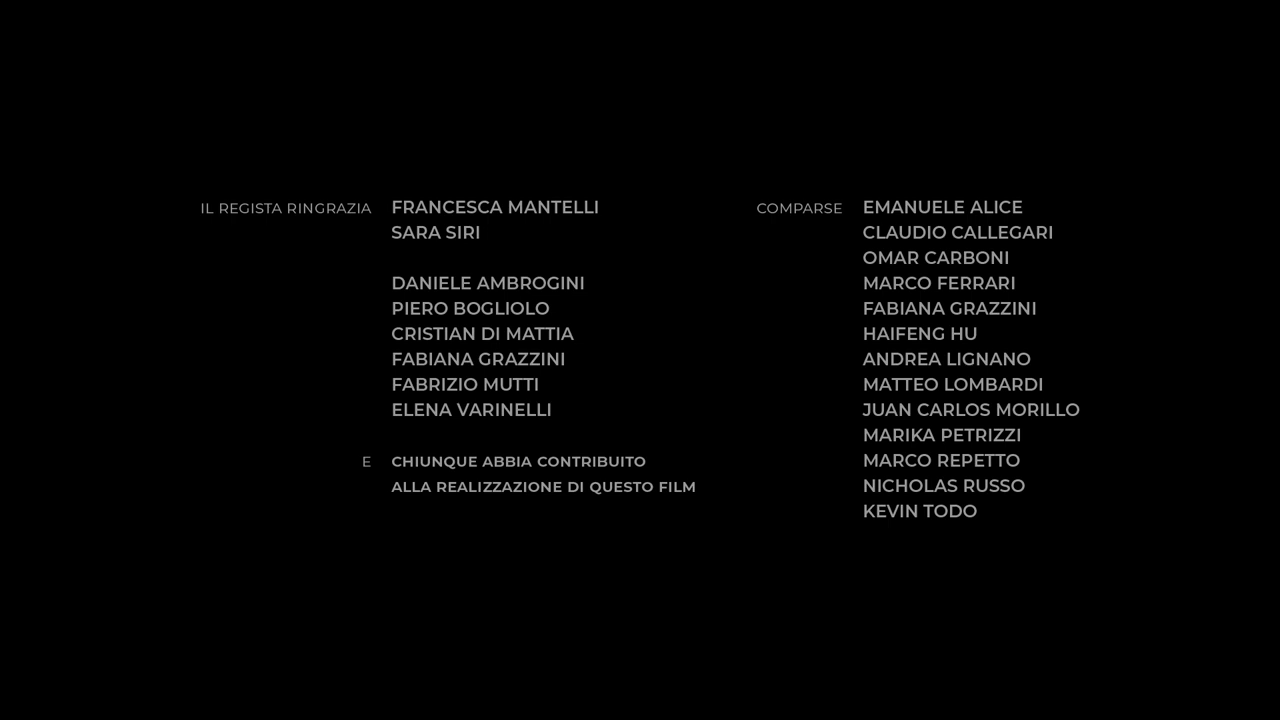 IL REGISTA RINGRAZIA FRANCESCA MANTELLI
SARA SIRI
DANIELE AMBROGINI
PIERO BOGLIOLO
CRISTIAN DI MATTIA
FABIANA GRAZZINI
FABRIZIO MUTTI
ELENA VARINELLI
E CHIUNQUE ABBIA CONTRIBUITO
ALLA REALIZZAZIONE DI QUESTO FILM
COMPARSE EMANUELE ALICE
CLAUDIO CALLEGARI
OMAR CARBONI
MARCO FERRARI
FABIANA GRAZZINI
HAIFENG HU
ANDREA LIGNANO
MATTEO LOMBARDI
JUAN CARLOS MORILLO
MARIKA PETRIZZI
MARCO REPETTO
NICHOLAS RUSSO
KEVIN TODO